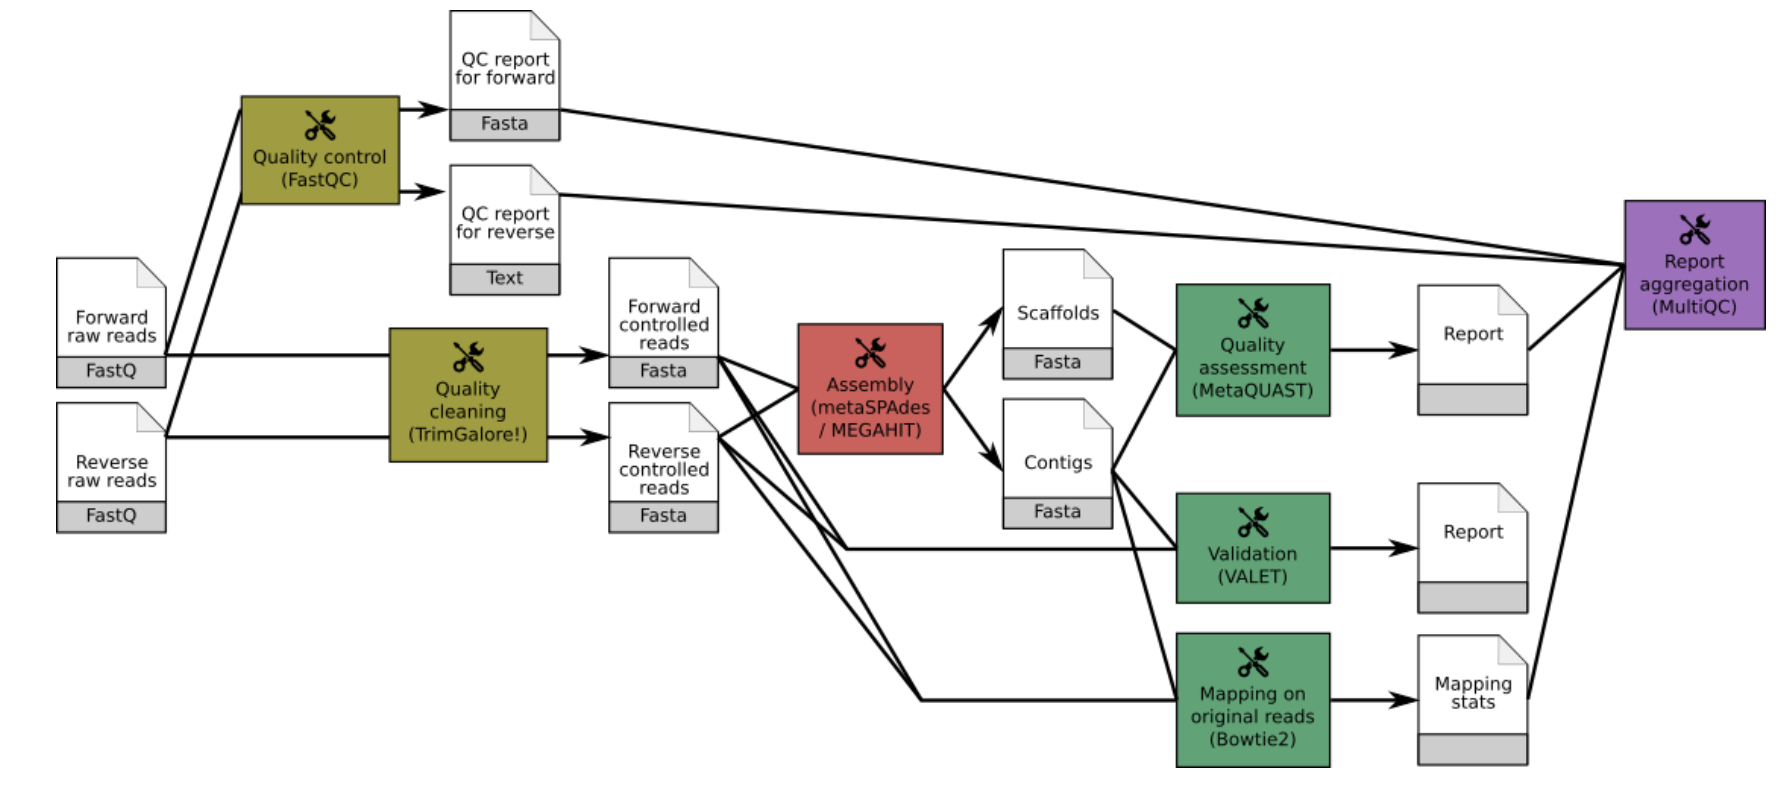 QC report
for forward
Fasta
Quality control
(FastQC)
QC report
for reverse
Text
Forward
raw reads
FastQ
Reverse
raw reads
FastQ
Quality
cleaning
(TrimGalore!)
Forward
controlled
reads
Fasta
Reverse
controlled
reads
Fasta
Assembly
(metaSPAdes
/ MEGAHIT)
Scaffolds
Fasta
Contigs
Fasta
Quality
assessment
(MetaQUAST)
Report
Validation
(VALET)
Report
Mapping on
original reads
(Bowtie2)
Mapping
stats
Report
aggregation
(MultiQC)